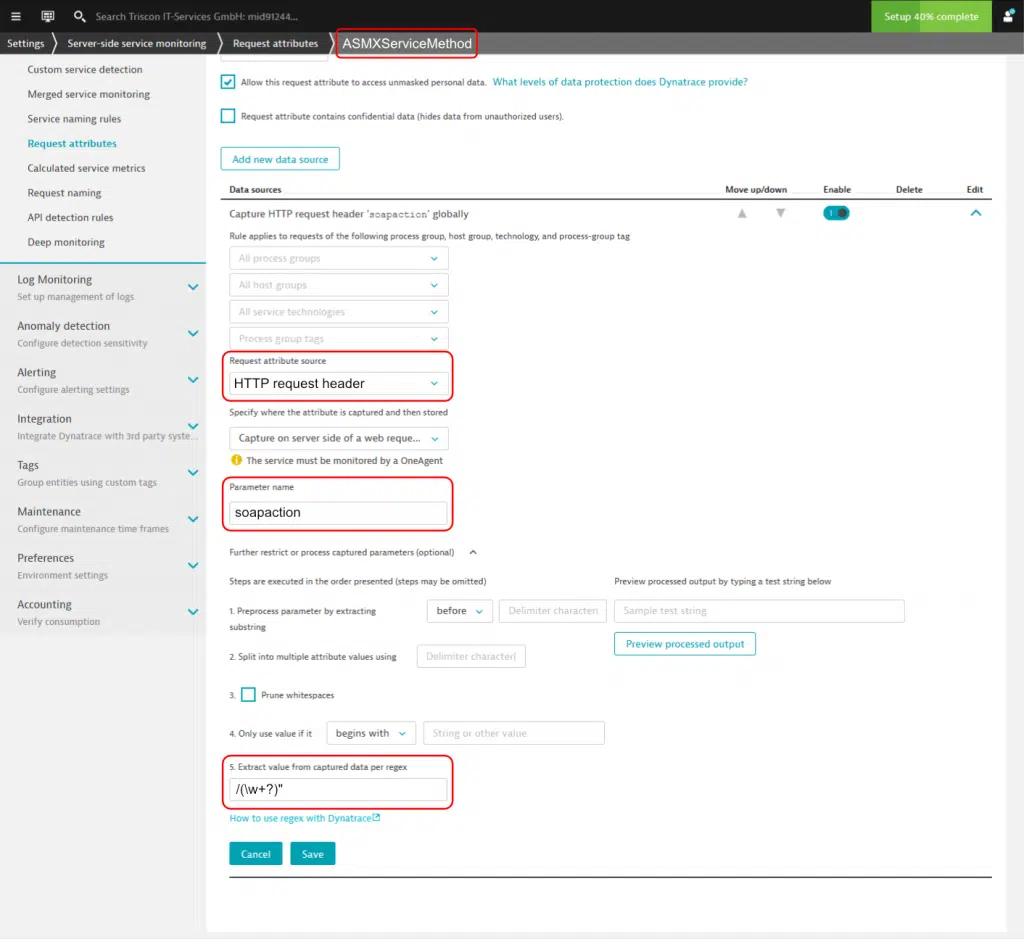 Search Triscon IT-Services GmbH: mid91244...
Setup 40% complete
Settings
Server-side service monitoring
Request attributes
ASMXServiceMethod
Custom service detection
Merged service monitoring
Service naming rules
Request attributes
Calculated service metrics
Request naming
API detection rules
Deep monitoring
Log Monitoring
Set up management of logs
Anomaly detection
Configure detection sensitivity
Alerting
Configure alerting settings
Integration
Integrate Dynatrace with 3rd party syste...
Tags
Group entities using custom tags
Maintenance
Configure maintenance time frames
Preferences
Environment settings
Accounting
Verify consumption
Allow this request attribute to access unmasked personal data. What levels of data protection does Dynatrace provide?
Request attribute contains confidential data (hides data from unauthorized users).
Add new data source
Data sources Move up/down Enable Delete Edit
Capture HTTP request header 'soapaction' globally
Rule applies to requests of the following process group, host group, technology, and process-group tag
All process groups
All host groups
All service technologies
Process group tags
Request attribute source
HTTP request header
Specify where the attribute is captured and then stored
Capture on server side of a web reque...
The service must be monitored by a OneAgent
Parameter name
soapaction
Further restrict or process captured parameters (optional)
Steps are executed in the order presented (steps may be omitted)
Preview processed output by typing a test string below
1. Preprocess parameter by extracting
substring
before
Delimiter characten
Sample test string
Preview processed output
2. Split into multiple attribute values using
Delimiter character(
3. Prune whitespaces
4. Only use value if it
begins with
String or other value
5. Extract value from captured data per regex
/(\w+?)"
How to use regex with Dynatrace
Cancel
Save